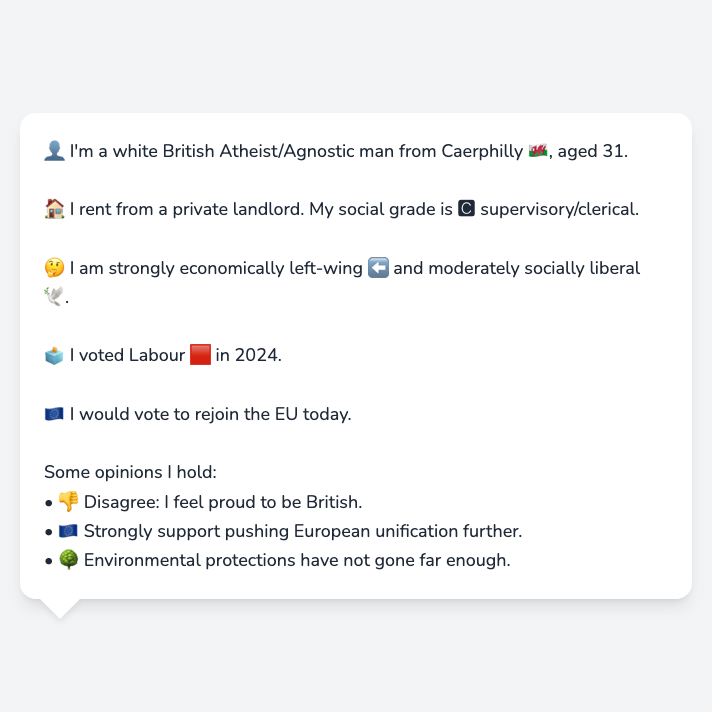 👤 I'm a white British Atheist/Agnostic man from Caerphilly 🏴󠁧󠁢󠁷󠁬󠁳󠁿, aged 31.
🏠 I rent from a private landlord. My social grade is 🅲 supervisory/clerical.
🤔 I am strongly economically left-wing ⬅️ and moderately socially liberal
🕊️.
🗳️ I voted Labour 🟥 in 2024.
🇪🇺 I would vote to rejoin the EU today.
Some opinions I hold:
• 👎 Disagree: I feel proud to be British.
• 🇪🇺 Strongly support pushing European unification further.
• 🌳 Environmental protections have not gone far enough.